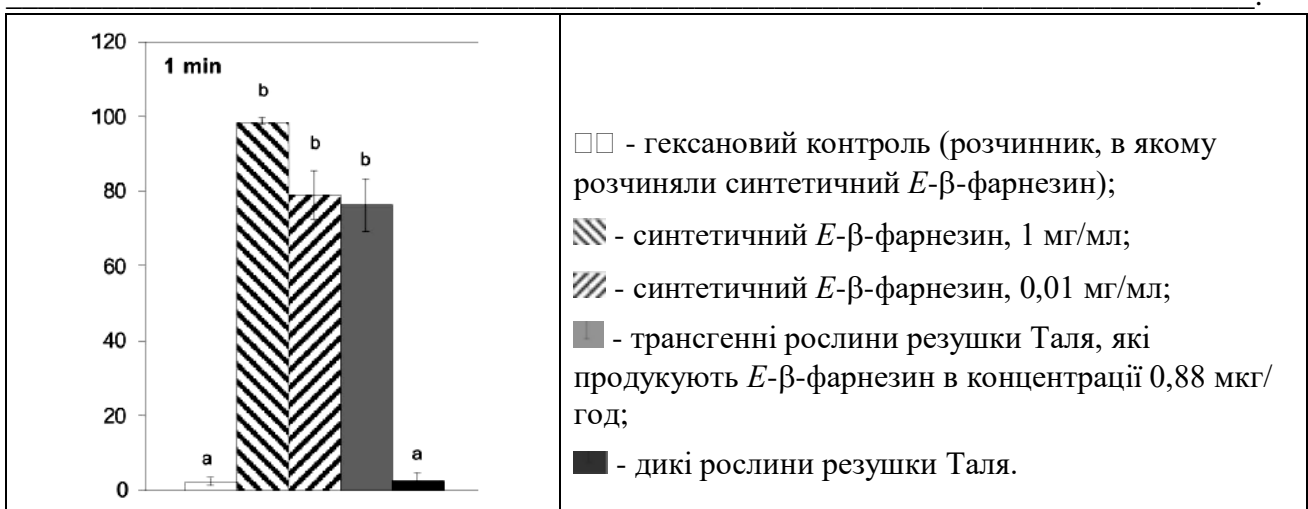 120
100
80
60
40
20
0
1 min
a
b
b
b
a
- гексановий контроль (розчинник, в якому
розчиняли синтетичний E-β-фарнезин);
- синтетичний E-β-фарнезин, 1 мг/мл;
- синтетичний E-β-фарнезин, 0,01 мг/мл;
- трансгенні рослини резушки Таля, які
продукують E-β-фарнезин в концентрації 0,88 мкг/
год;
- дикі рослини резушки Таля.